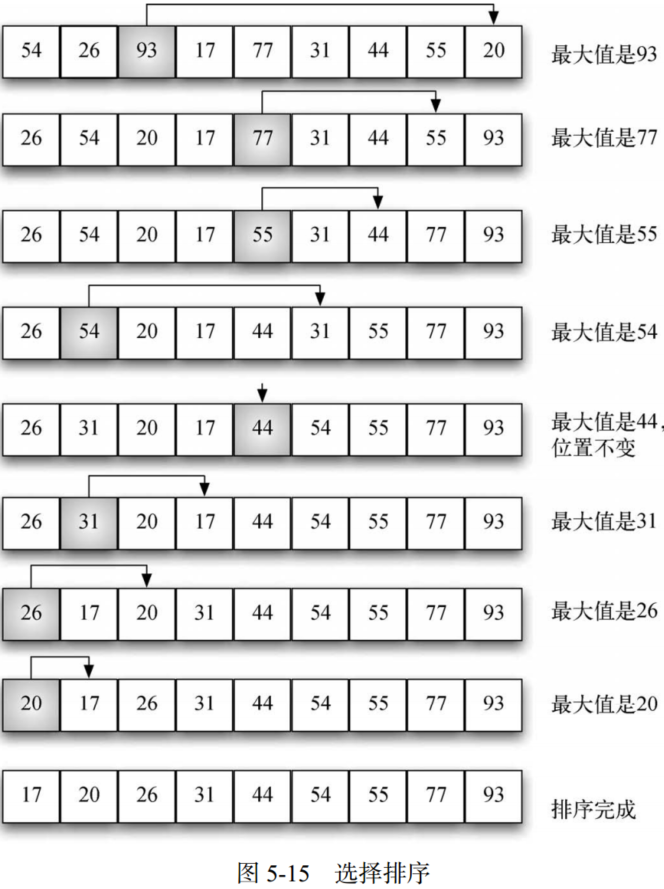 54 26 93 17 77 31 44 55 20 最大值是93
26 54 20 17 77 31 44 55 93 最大值是77
26 54 20 17 55 31 44 77 93 最大值是55
26 54 20 17 44 31 55 77 93 最大值是54
26 31 20 17 44 54 55 77 93 最大值是44,
位置不变
26 31 20 17 44 54 55 77 93 最大值是31
26 17 20 31 44 54 55 77 93 最大值是26
20 17 26 31 44 54 55 77 93 最大值是20
17 20 26 31 44 54 55 77 93 排序完成
图 5-15 选择排序